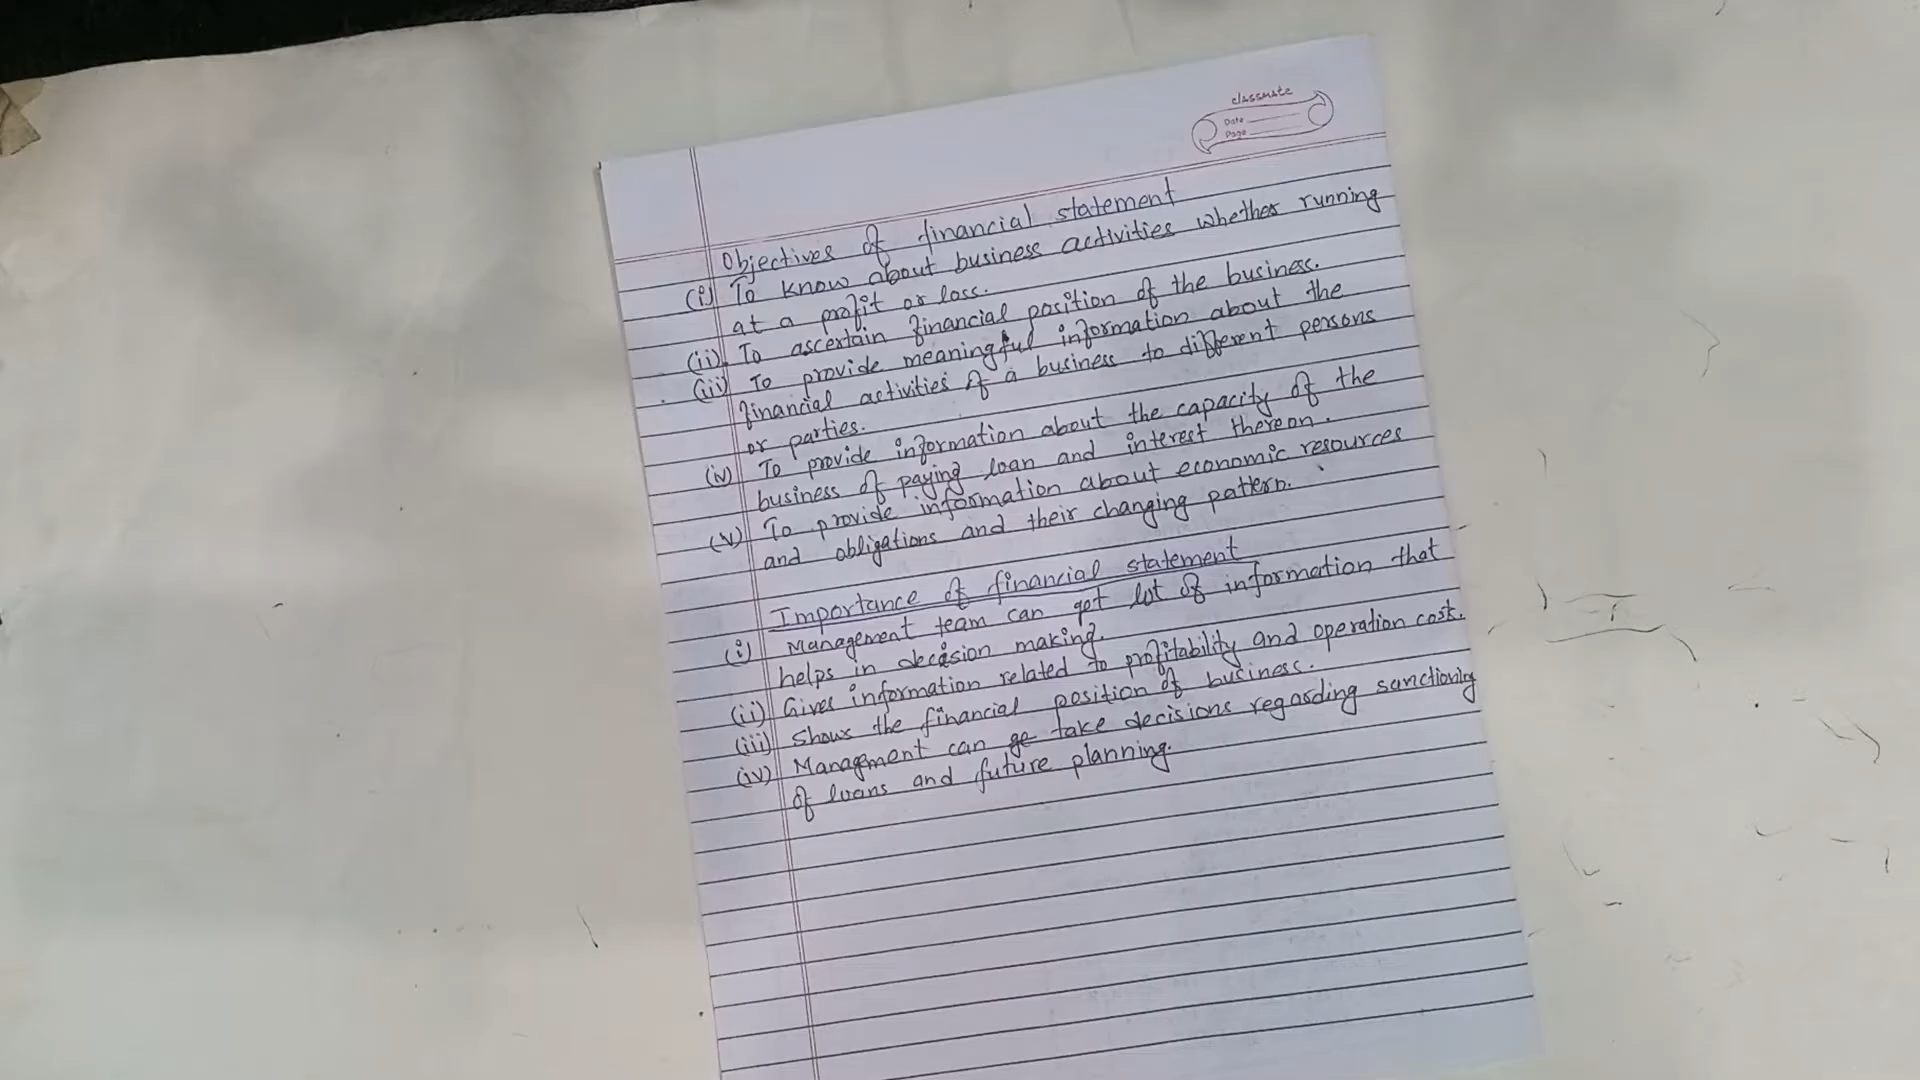 classmate
Date
Page
Objectives of financial statement
(i) To know about business activities whether running
at a profit or loss.
(ii) To ascertain financial position of the business.
(iii) To provide meaningful information about the
financial activities of a business to different persons
or parties.
(iv) To provide information about the capacity of the
business of paying loan and interest thereon.
(v) To provide information about economic resources
and obligations and their changing pattern.
Importance of financial statement
(i) Management team can get lot of information that
helps in decision making.
(ii) Gives information related to profitability and operation cost.
(iii) Shows the financial position of business.
(iv) Managment can ge take decisions regarding sanctioning
of loans and future planning.